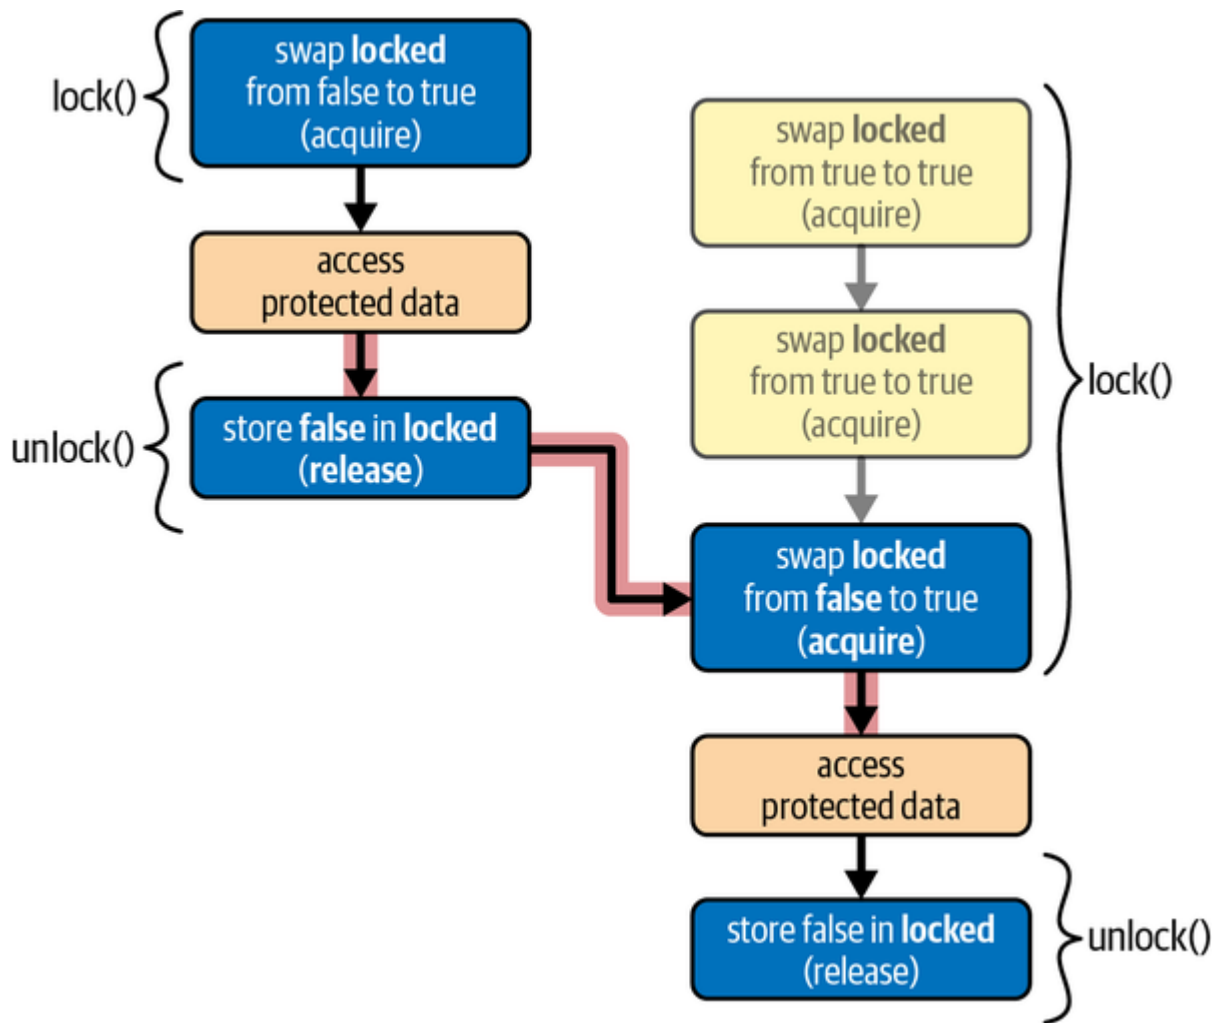 lock()
swap locked
from false to true
(acquire)
access
protected data
unlock()
store false in locked
(release)
swap locked
from true to true
(acquire)
swap locked
from true to true
(acquire)
lock()
swap locked
from false to true
(acquire)
access
protected data
store false in locked
(release)
unlock()